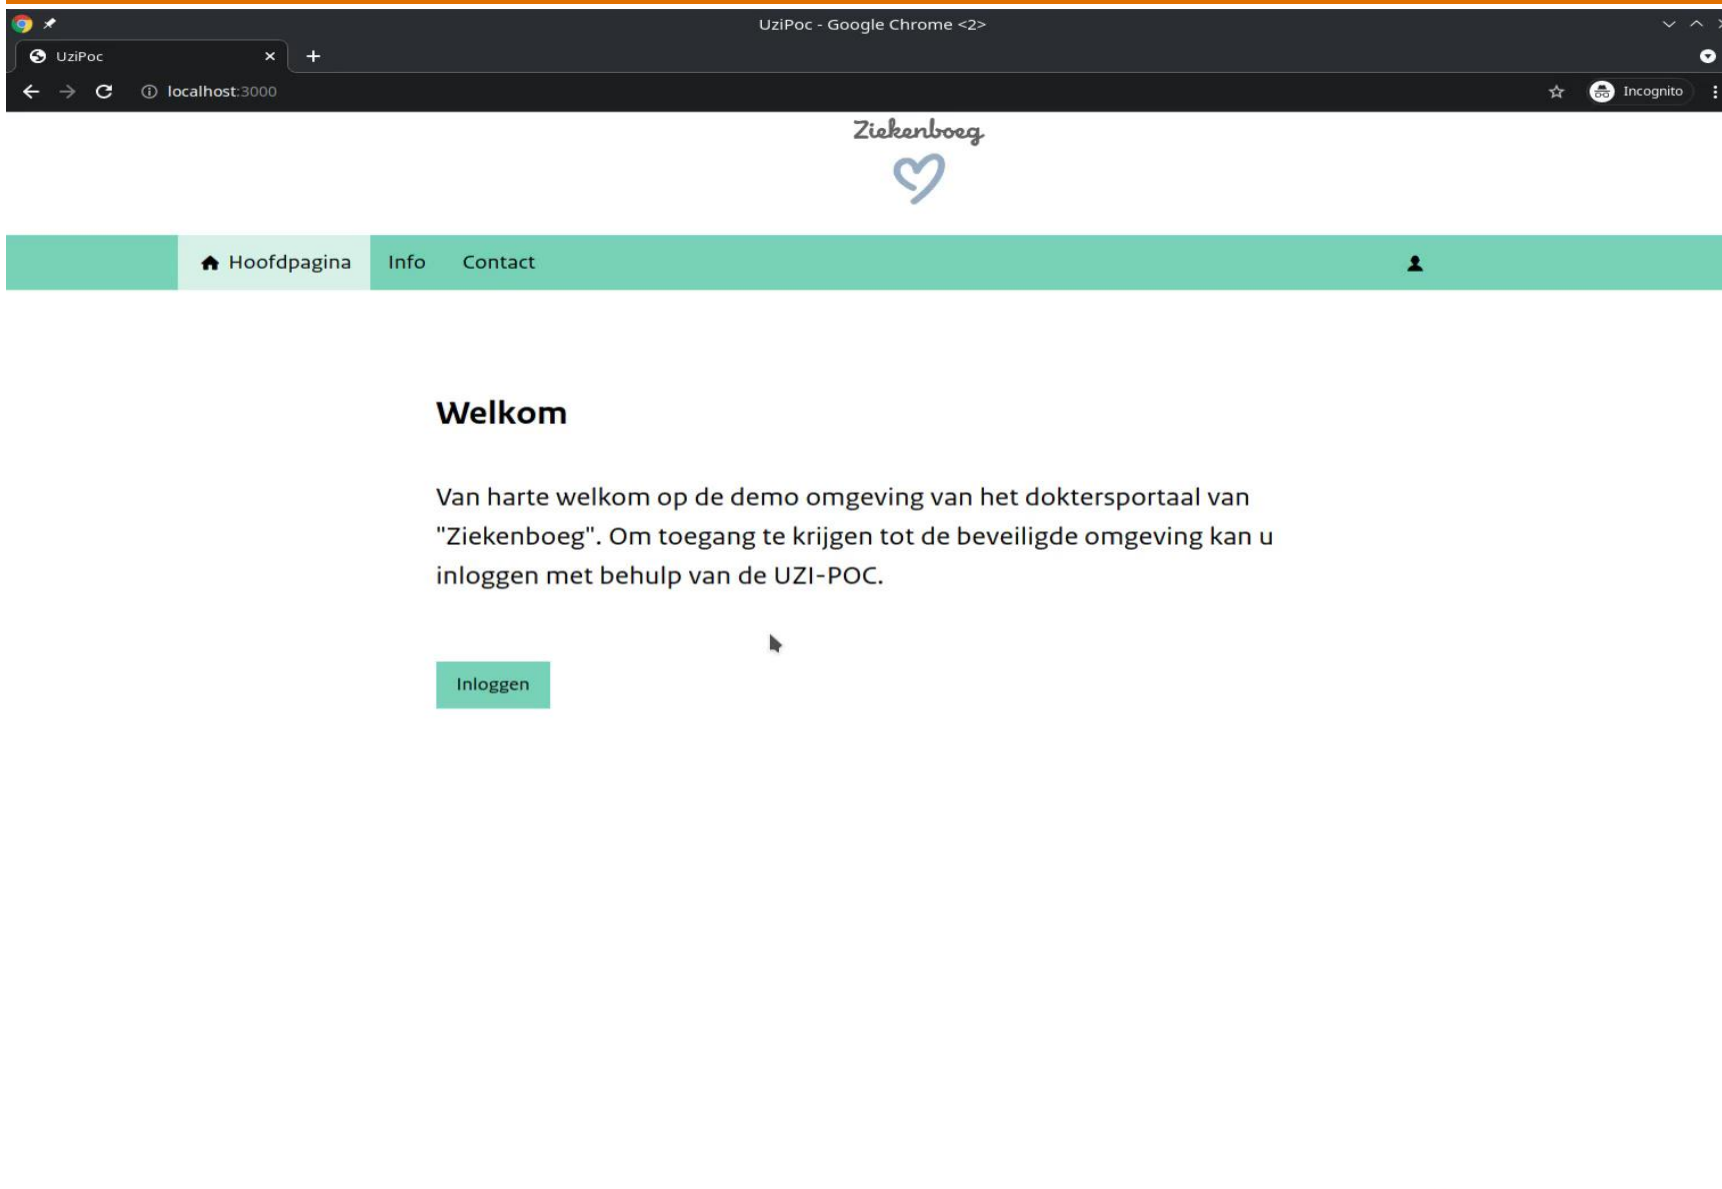 UziPoc - Google Chrome <2>
UziPoc
localhost:3000
Incognito
Ziekenboeg
Hoofdpagina Info Contact
Welkom
Van harte welkom op de demo omgeving van het doktersportaal van
"Ziekenboeg". Om toegang te krijgen tot de beveiligde omgeving kan u
inloggen met behulp van de UZI-POC.
Inloggen